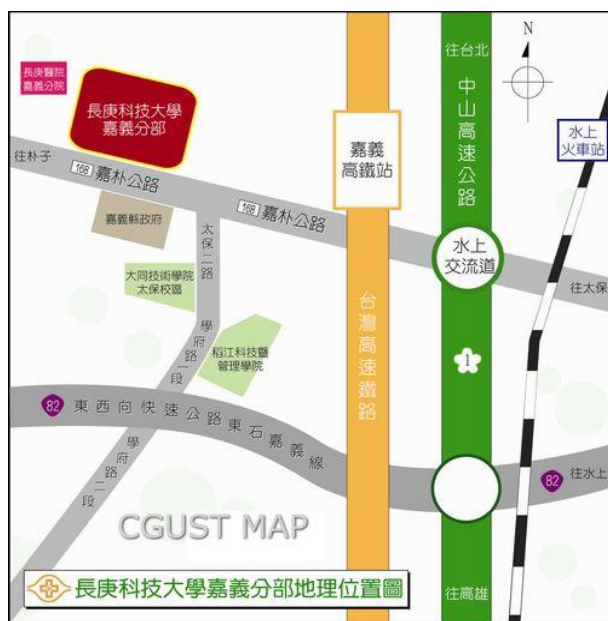 往台北
N
中山高速公路
長庚醫院
嘉義分院
長庚科技大學
嘉義分部
嘉義
高鐵站
水上
火車站
往朴子
168 嘉朴公路
168 嘉朴公路
嘉義縣政府
太保二路
水上
交流道
大同技術學院
太保校區
往太保
台灣高速鐵路
學府路一段
稻江科技暨
管理學院
1
82 東西向快速公路東石嘉義線
學府路二段
82 往水上
CGUST MAP
長庚科技大學嘉義分部地理位置圖
往高雄